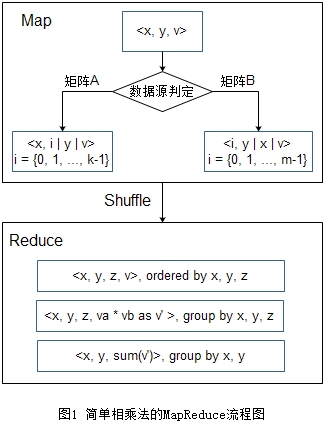 Map
<x, y, v>
矩阵A
矩阵B
数据源判定
<x, i | y | v>
i = {0, 1, ..., k-1}
<i, y | x | v>
i = {0, 1, ..., m-1}
Shuffle
Reduce
<x, y, z, v>, ordered by x, y, z
<x, y, z, va * vb as v' >, group by x, y, z
<x, y, sum(v')>, group by x, y
图1 简单相乘法的MapReduce流程图